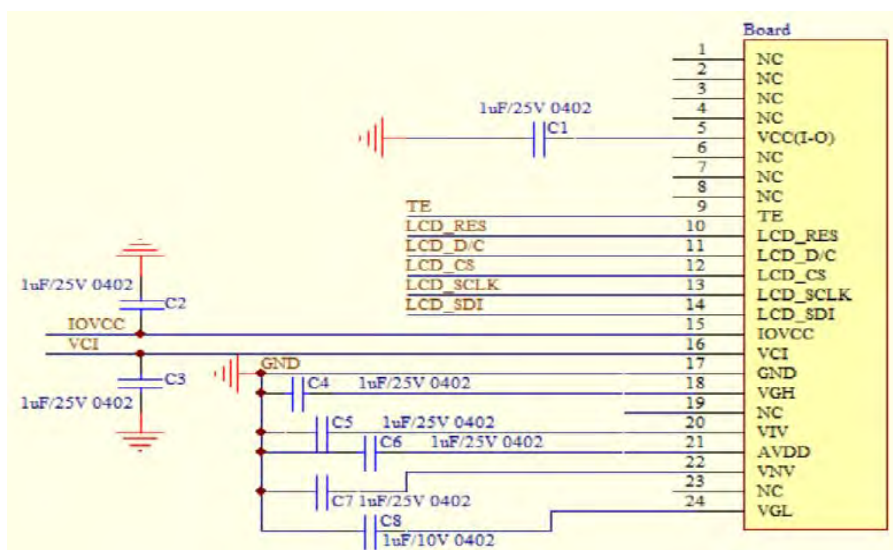 Board
1 NC
2 NC
3 NC
4 NC
1uF/25V 0402
C1
5 VCC(I-O)
6 NC
7 NC
8 NC
TE 9 TE
LCD_RES 10 LCD_RES
LCD_D/C 11 LCD_D/C
LCD_CS 12 LCD_CS
LCD_SCLK 13 LCD_SCLK
LCD_SDI 14 LCD_SDI
1uF/25V 0402
C2
IOVCC 15 IOVCC
VCI 16 VCI
GND 17 GND
C3
1uF/25V 0402
C4 1uF/25V 0402 18 VGH
19 NC
C5 20 VIV
C6 1uF/25V 0402 21 AVDD
22 VNV
C7 1uF/25V 0402 23 NC
C8 24 VGL
1uF/10V 0402